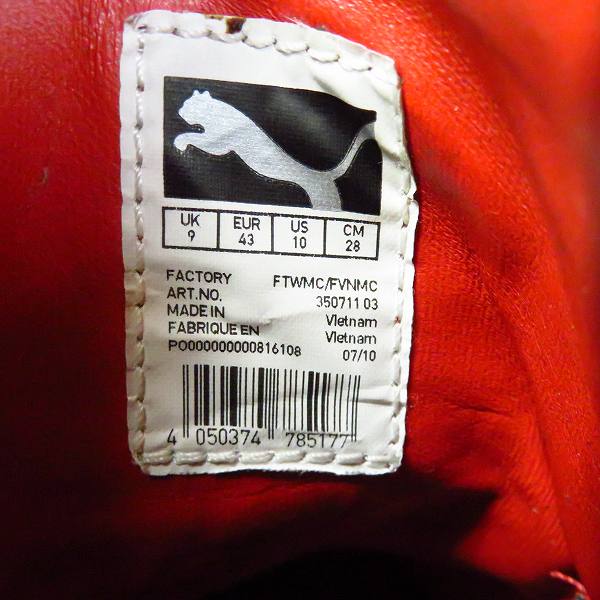 UK EUR US CM
9 43 10 28
FACTORY FTWMC/FVNMC
ART.NO. 350711 03
MADE IN Vietnam
FABRIQUE EN Vietnam
PO000000000816108 07/10
4 050374 785177